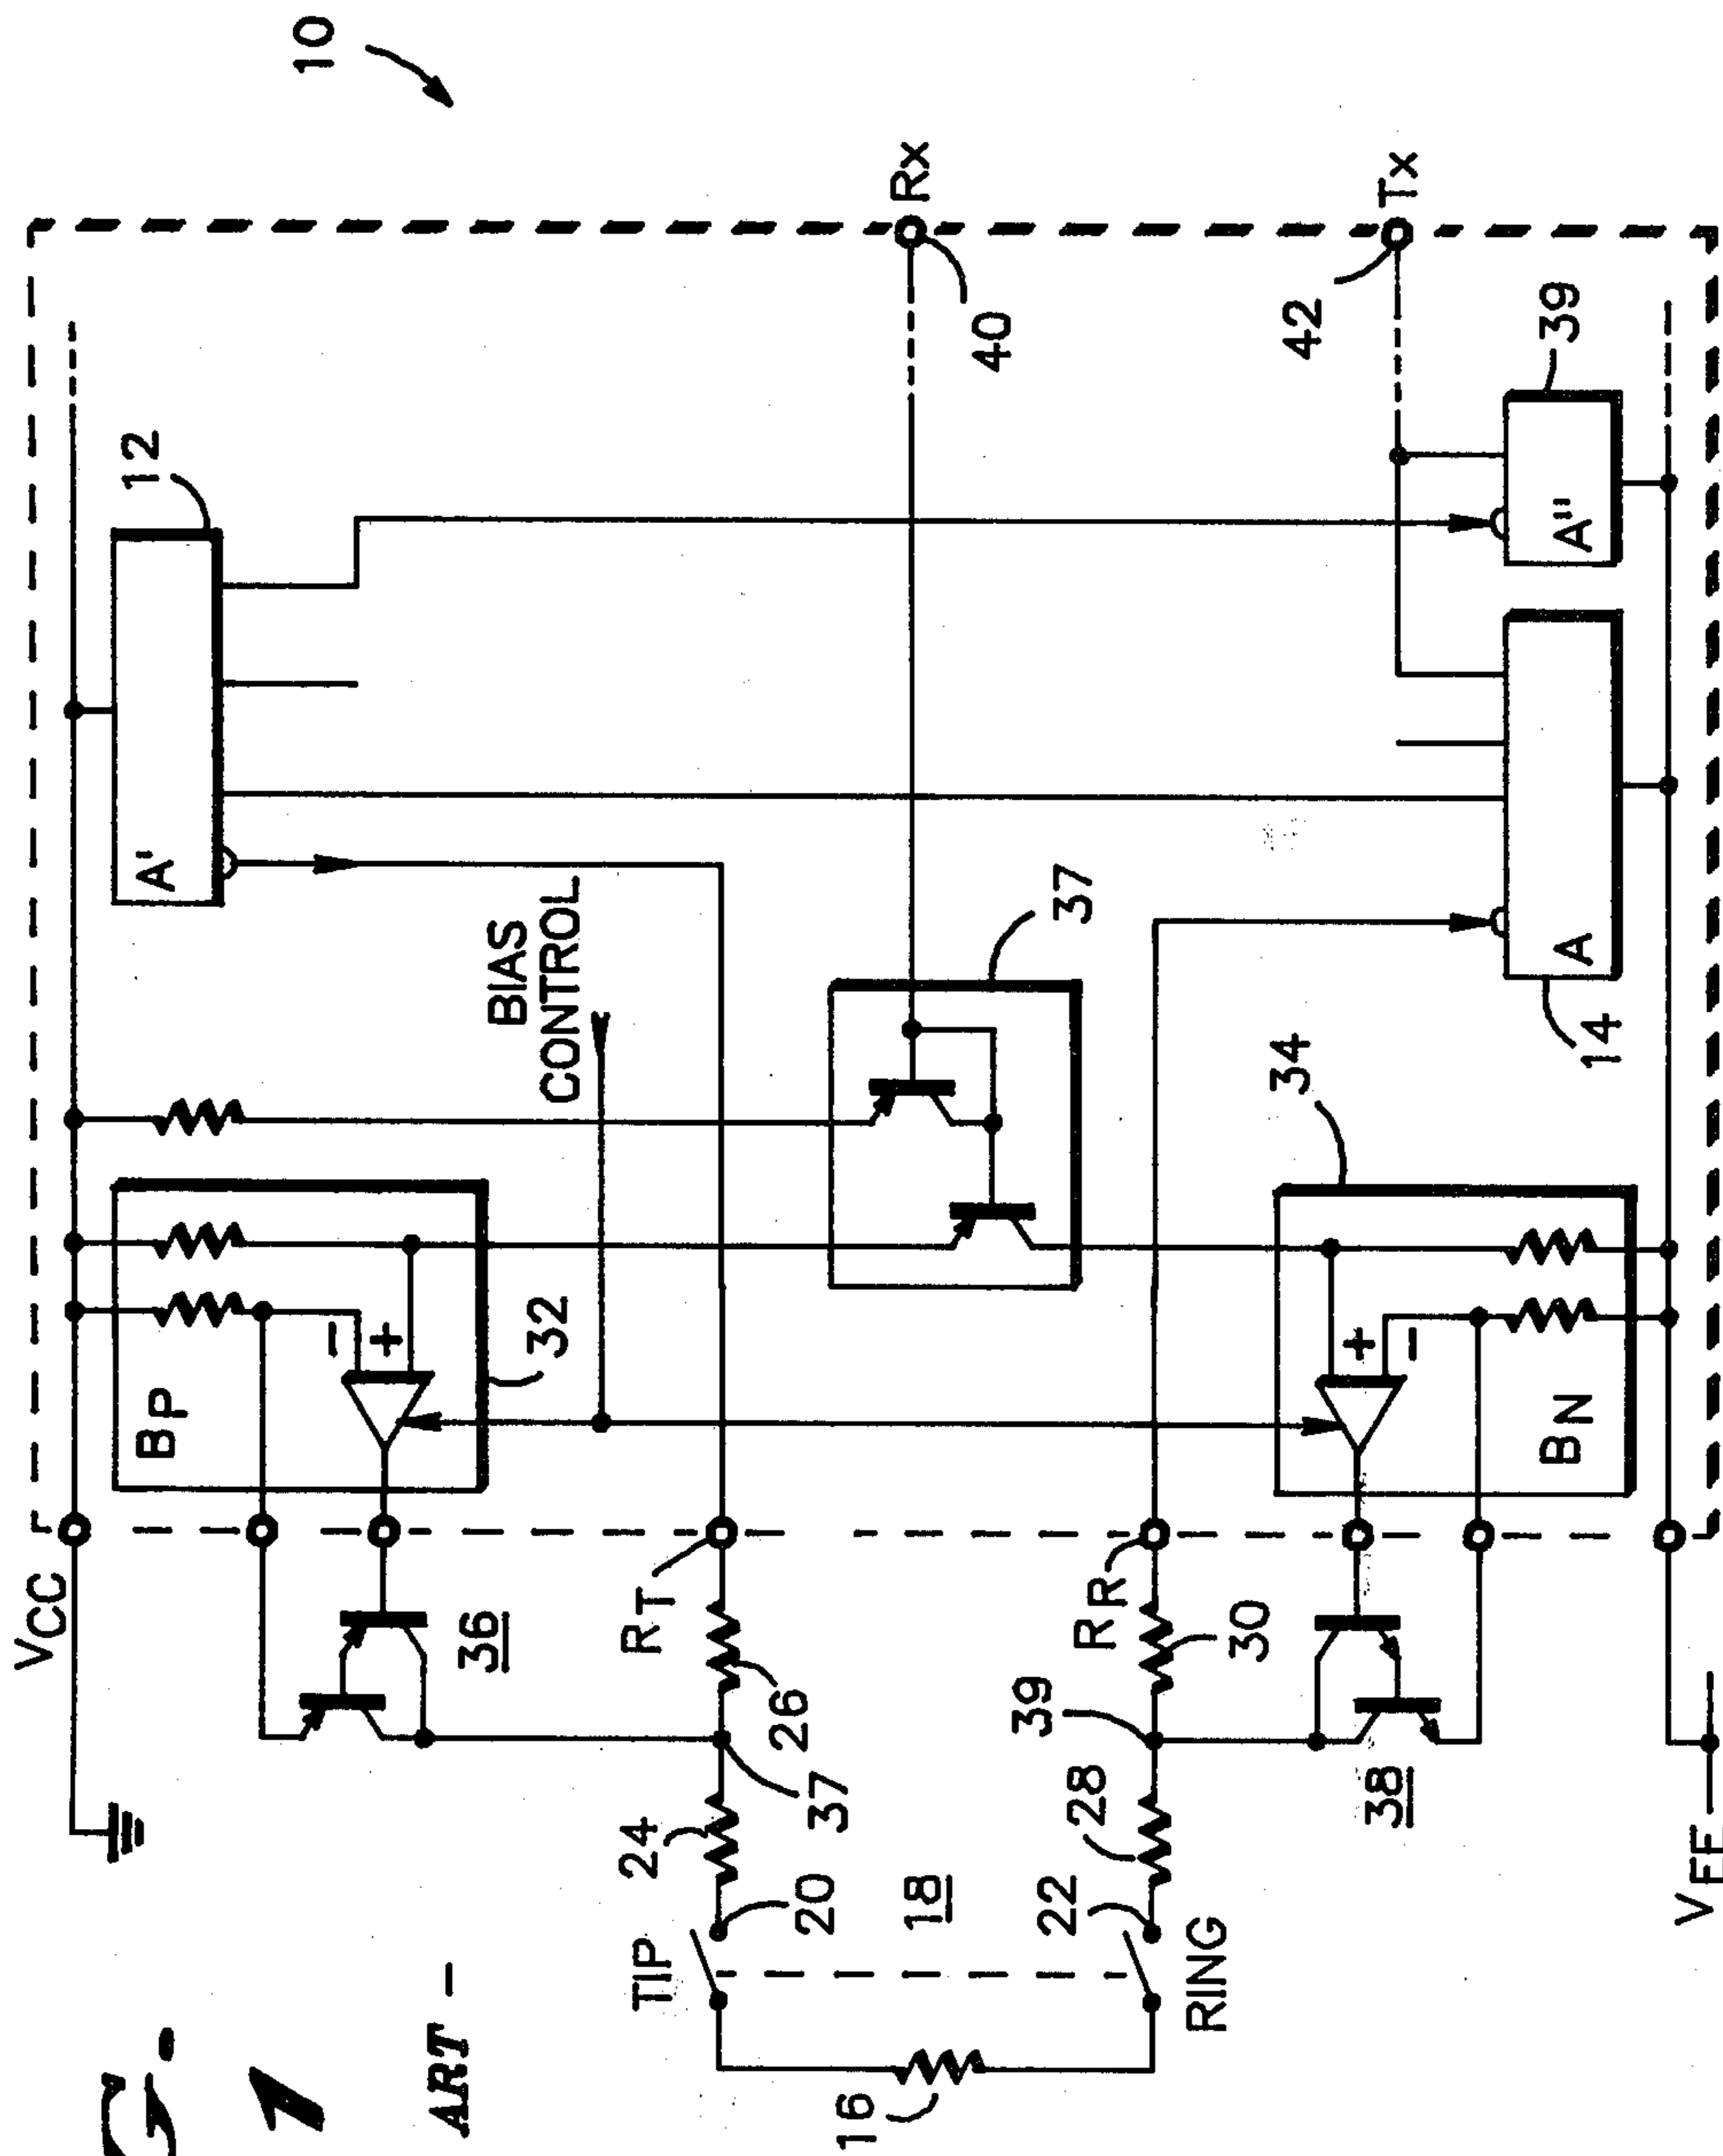 G.
1
ART -
10
VCC
BP
32
36
12
A'
BIAS
CONTROL
TIP
20
24
37
26
RT
16
18
37
40
Rx
RING
22
28
39
30
RR
38
34
BN
14
A
A"
39
42
Tx
VEE